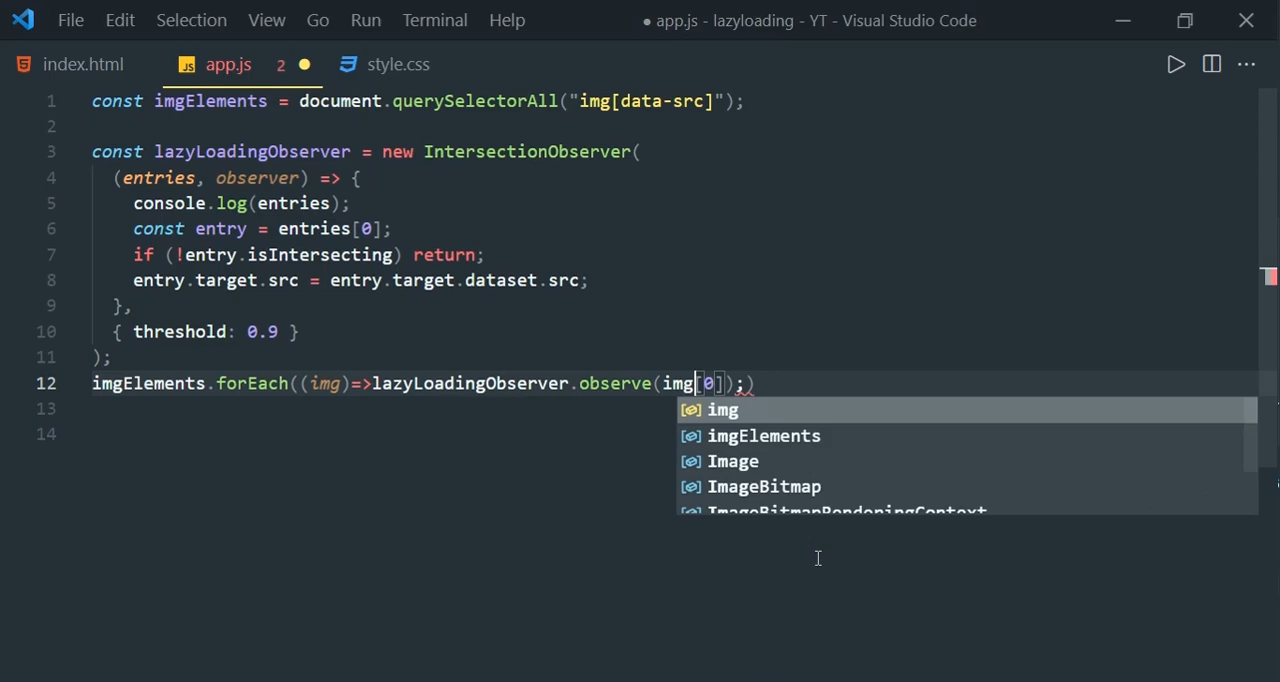 File Edit Selection View Go Run Terminal Help ● app.js - lazyloading - YT - Visual Studio Code
index.html JS app.js 2 ● style.css
1 const imgElements = document.querySelectorAll("img[data-src]");
2
3 const lazyLoadingObserver = new IntersectionObserver(
4 (entries, observer) => {
5 console.log(entries);
6 const entry = entries[0];
7 if (!entry.isIntersecting) return;
8 entry.target.src = entry.target.dataset.src;
9 },
10 { threshold: 0.9 }
11 );
12 imgElements.forEach((img)=>lazyLoadingObserver.observe(img[0]);)
13 img
imgElements
14
Image
ImageBitmap
ImageBitmapRenderingContext